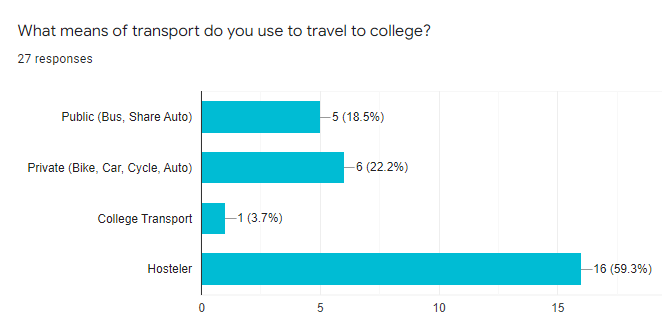 What means of transport do you use to travel to college?
27 responses
Public (Bus, Share Auto) 5 (18.5%)
Private (Bike, Car, Cycle, Auto) 6 (22.2%)
College Transport 1 (3.7%)
Hosteler 16 (59.3%)
0 5 10 15